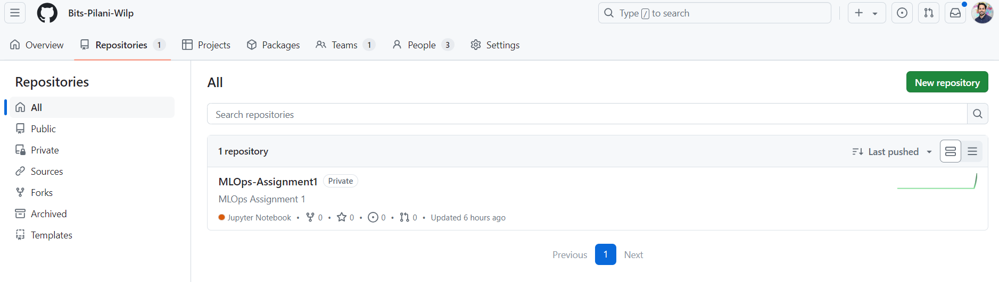 Bits-Pilani-Wilp
Type / to search
Overview
Repositories 1
Projects
Packages
Teams 1
People 3
Settings
Repositories
All
Public
Private
Sources
Forks
Archived
Templates
All
New repository
Search repositories
1 repository
Last pushed
MLOps-Assignment1 Private
MLOps Assignment 1
Jupyter Notebook • 0 • 0 • 0 • 0 • Updated 6 hours ago
Previous 1 Next